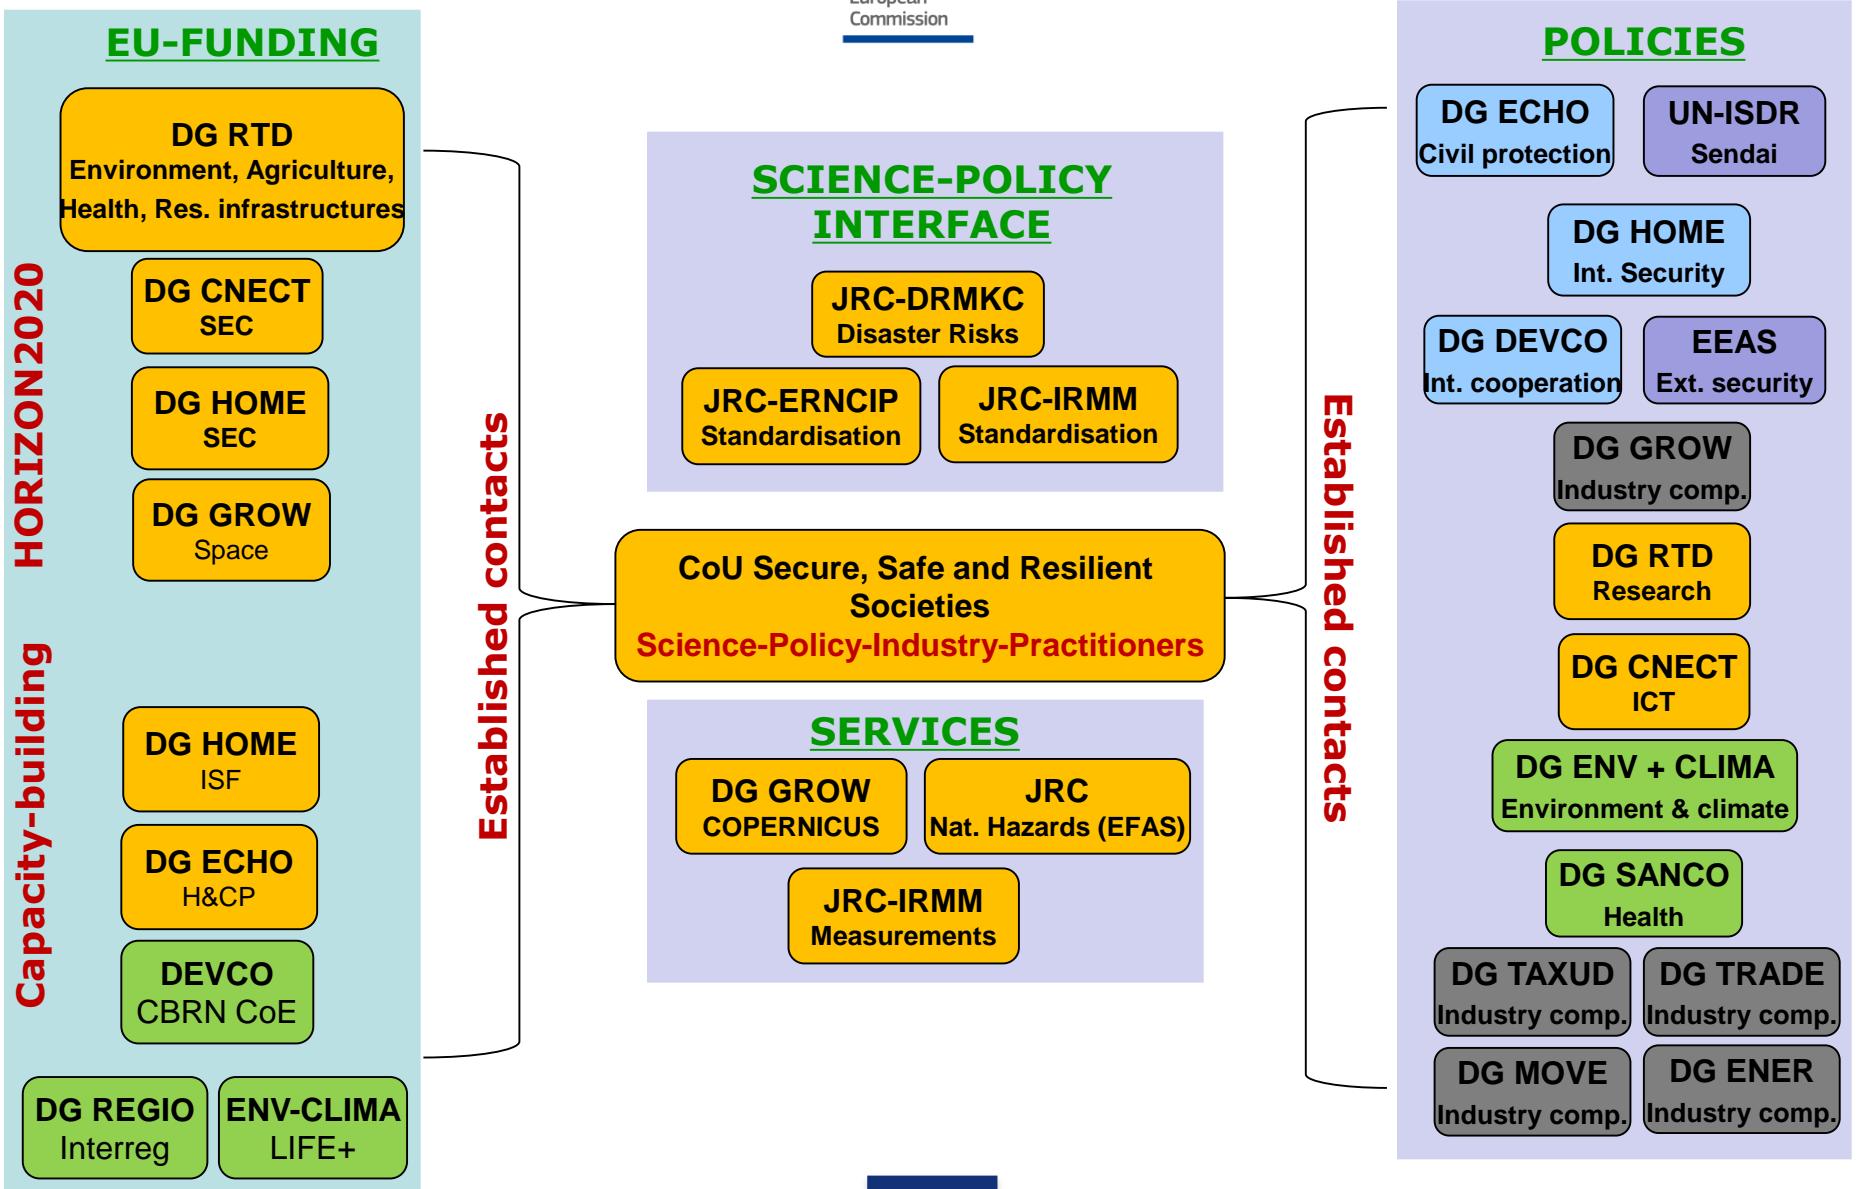 European
Commission
EU-FUNDING
DG RTD
Environment, Agriculture,
Health, Res. infrastructures
HORIZON2020
DG CNECT
SEC
DG HOME
SEC
DG GROW
Space
Capacity-building
DG HOME
ISF
DG ECHO
H&CP
DEVCO
CBRN CoE
DG REGIO
Interreg
ENV-CLIMA
LIFE+
Established contacts
SCIENCE-POLICY
INTERFACE
JRC-DRMKC
Disaster Risks
JRC-ERNCIP
Standardisation
JRC-IRMM
Standardisation
CoU Secure, Safe and Resilient
Societies
Science-Policy-Industry-Practitioners
SERVICES
DG GROW
COPERNICUS
JRC
Nat. Hazards (EFAS)
JRC-IRMM
Measurements
Established contacts
POLICIES
DG ECHO
Civil protection
UN-ISDR
Sendai
DG HOME
Int. Security
DG DEVCO
Int. cooperation
EEAS
Ext. security
DG GROW
Industry comp.
DG RTD
Research
DG CNECT
ICT
DG ENV + CLIMA
Environment & climate
DG SANCO
Health
DG TAXUD
Industry comp.
DG TRADE
Industry comp.
DG MOVE
Industry comp.
DG ENER
Industry comp.